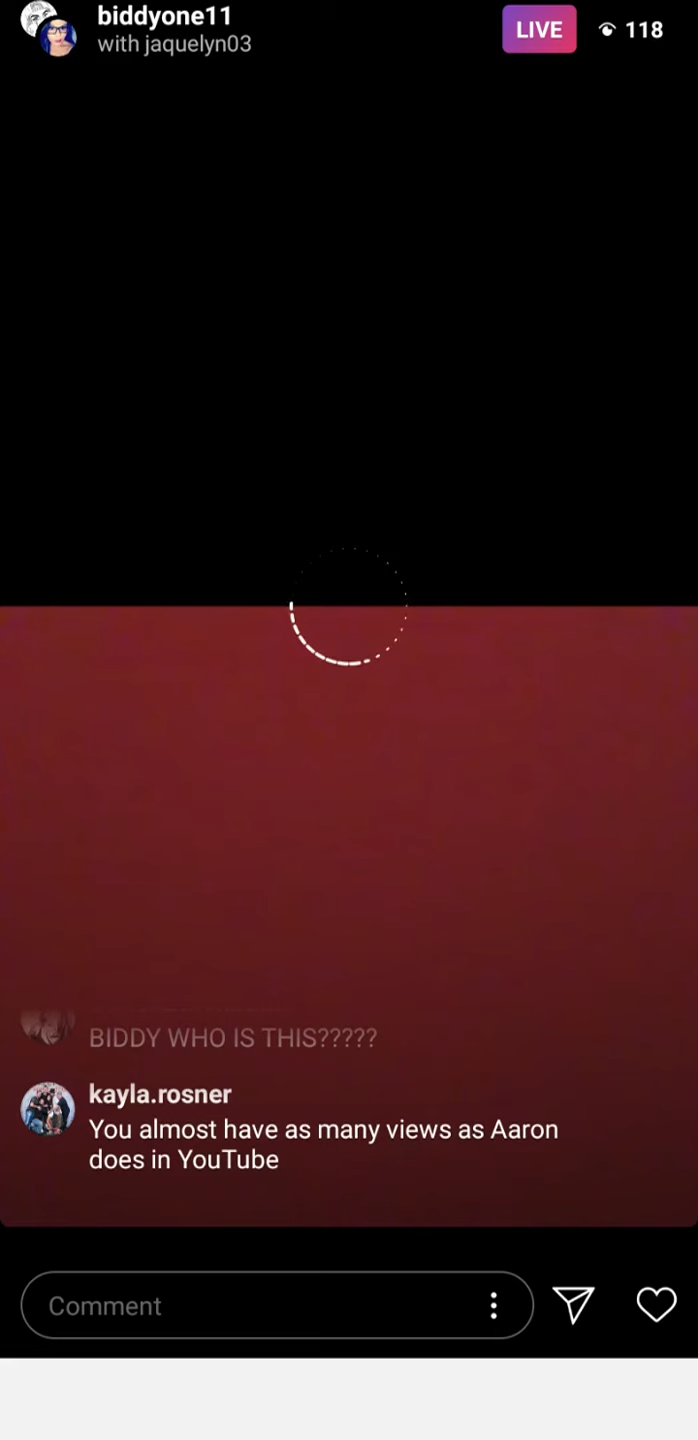 biddyone11
with jaquelyn03
LIVE
118
BIDDY WHO IS THIS?????
kayla.rosner
You almost have as many views as Aaron
does in YouTube
Comment